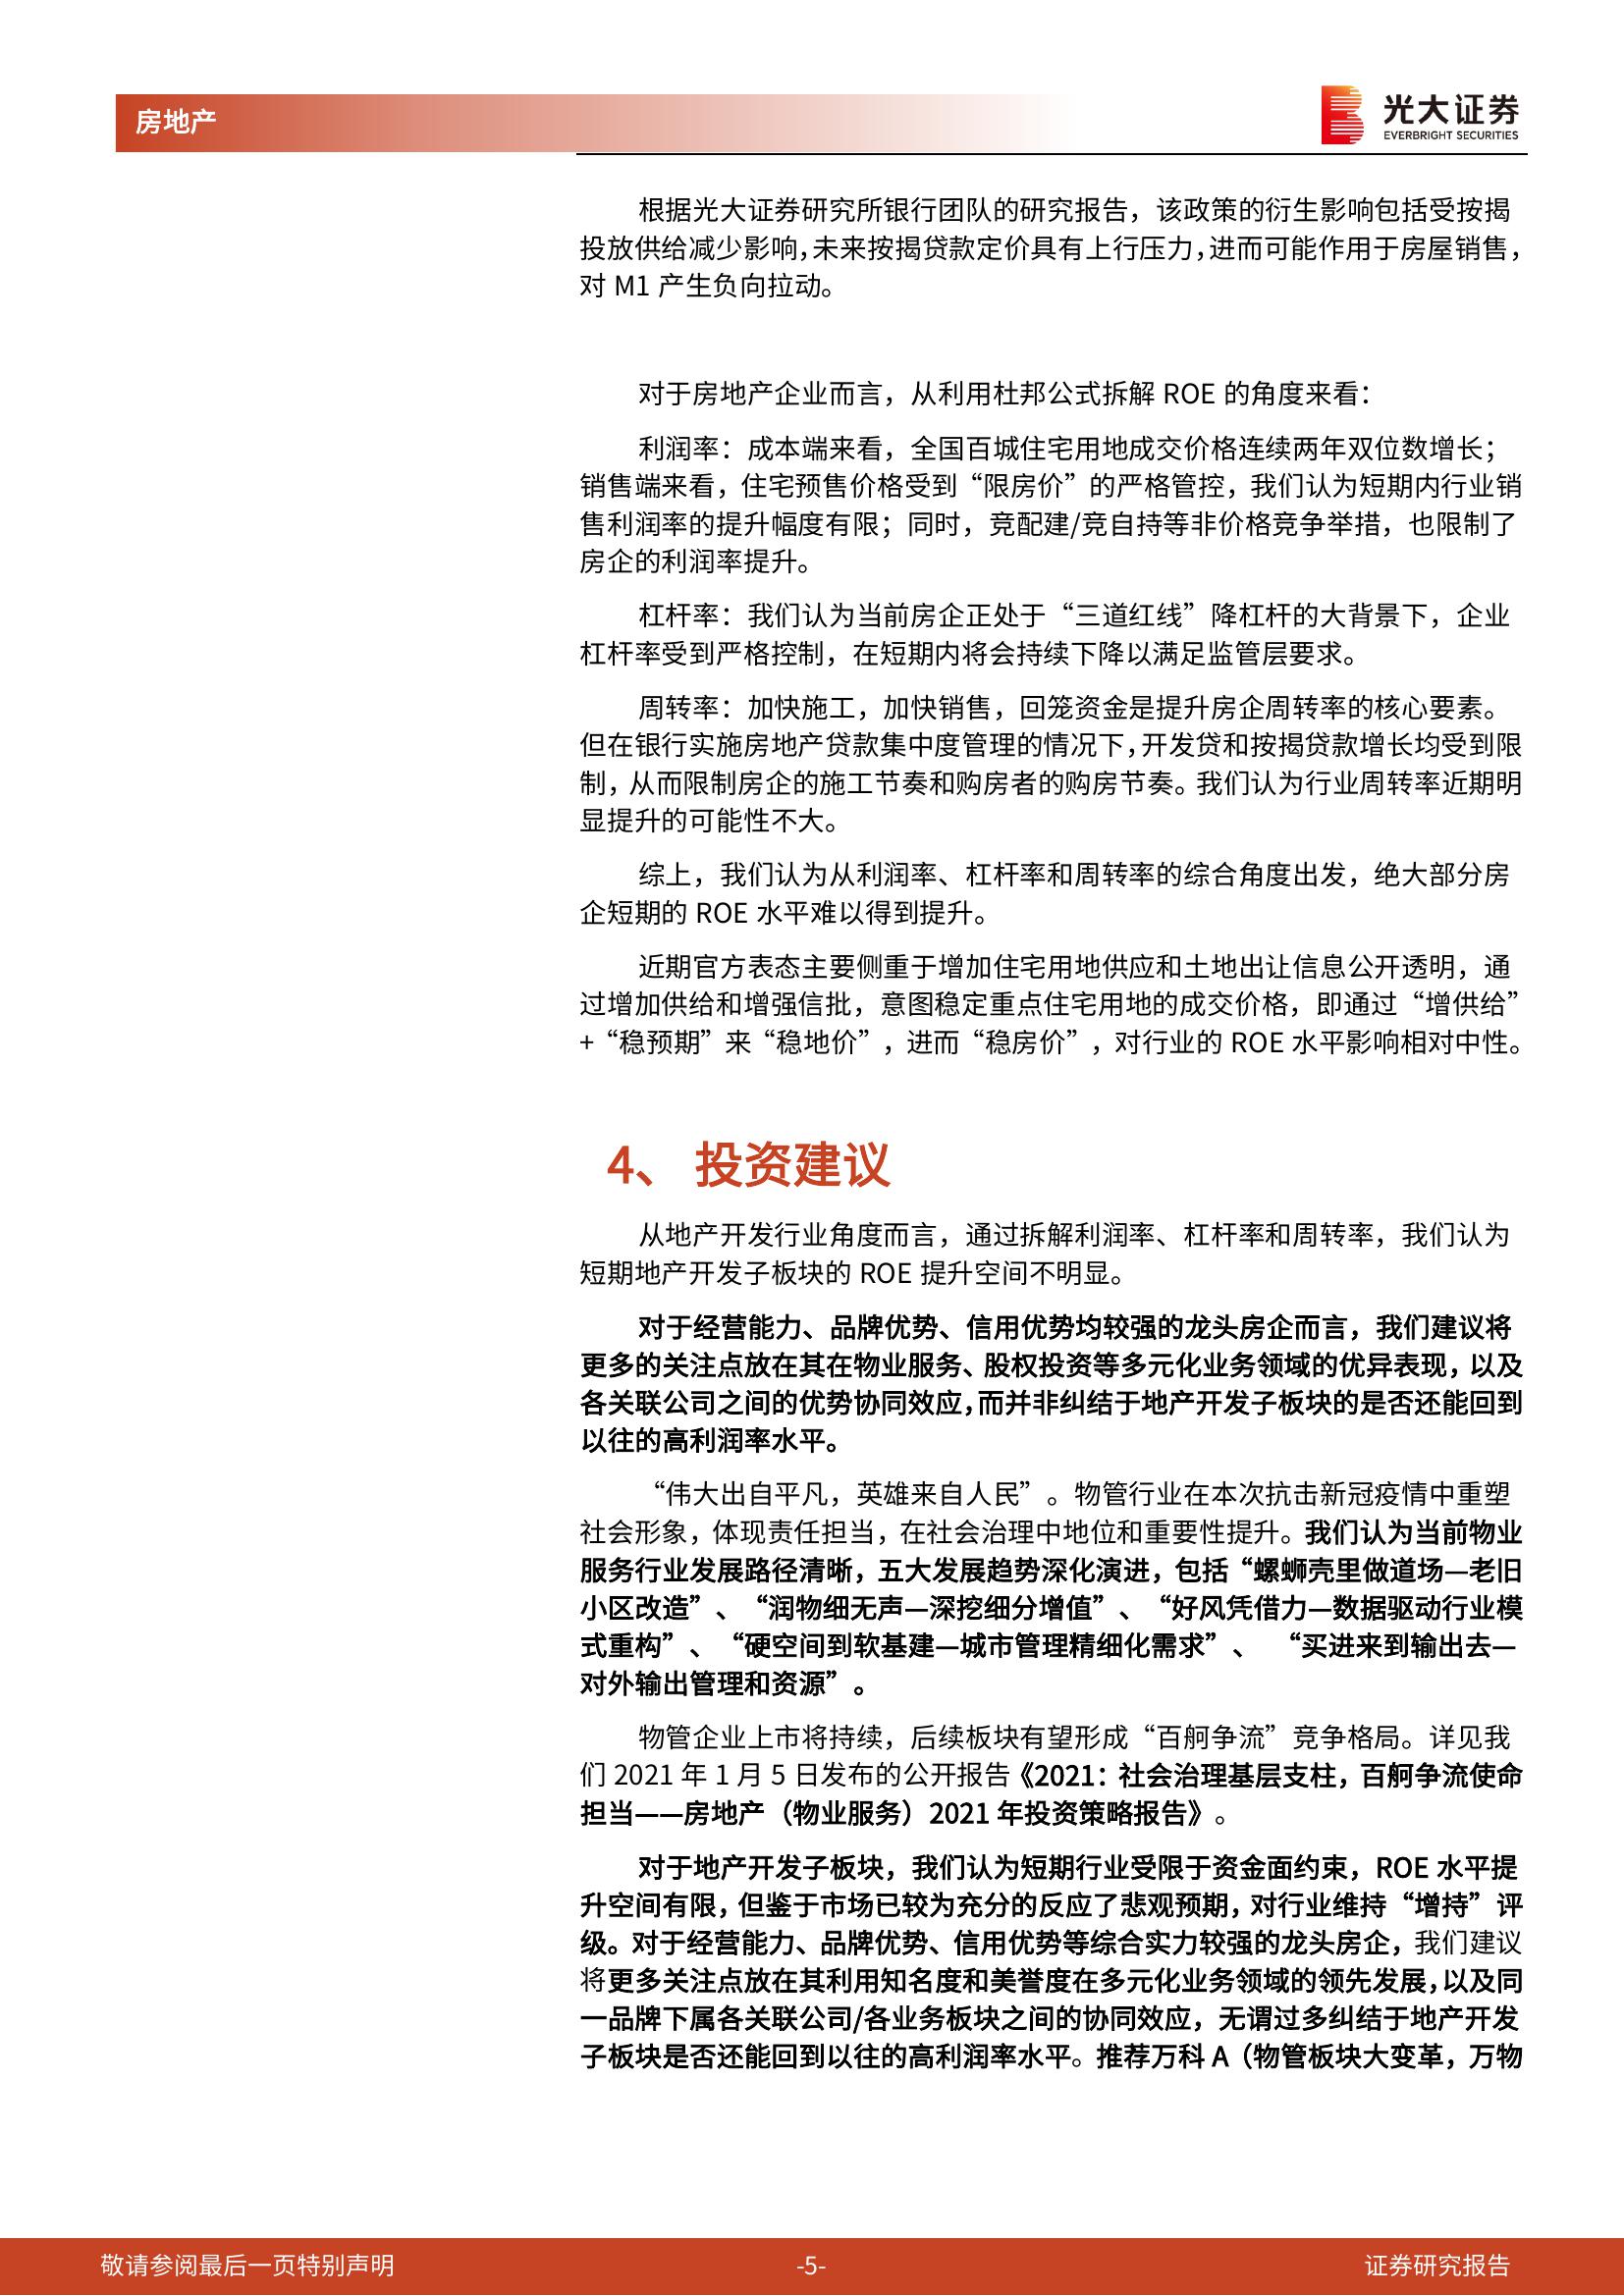 房地产
光大证券
EVERBRIGHT SECURITIES
根据光大证券研究所银行团队的研究报告，该政策的衍生影响包括受按揭
投放供给减少影响，未来按揭贷款定价具有上行压力，进而可能作用于房屋销售，
对 M1 产生负向拉动。
对于房地产企业而言，从利用杜邦公式拆解 ROE 的角度来看：
利润率：成本端来看，全国百城住宅用地成交价格连续两年双位数增长；
销售端来看，住宅预售价格受到“限房价”的严格管控，我们认为短期内行业销
售利润率的提升幅度有限；同时，竞配建/竞自持等非价格竞争举措，也限制了
房企的利润率提升。
杠杆率：我们认为当前房企正处于“三道红线”降杠杆的大背景下，企业
杠杆率受到严格控制，在短期内将会持续下降以满足监管层要求。
周转率：加快施工，加快销售，回笼资金是提升房企周转率的核心要素。
但在银行实施房地产贷款集中度管理的情况下，开发贷和按揭贷款增长均受到限
制，从而限制房企的施工节奏和购房者的购房节奏。我们认为行业周转率近期明
显提升的可能性不大。
综上，我们认为从利润率、杠杆率和周转率的综合角度出发，绝大部分房
企短期的 ROE 水平难以得到提升。
近期官方表态主要侧重于增加住宅用地供应和土地出让信息公开透明，通
过增加供给和增强信批，意图稳定重点住宅用地的成交价格，即通过“增供给”
+“稳预期”来“稳地价”，进而“稳房价”，对行业的 ROE 水平影响相对中性。
4、 投资建议
从地产开发行业角度而言，通过拆解利润率、杠杆率和周转率，我们认为
短期地产开发子板块的 ROE 提升空间不明显。
对于经营能力、品牌优势、信用优势均较强的龙头房企而言，我们建议将
更多的关注点放在其在物业服务、股权投资等多元化业务领域的优异表现，以及
各关联公司之间的优势协同效应，而并非纠结于地产开发子板块的是否还能回到
以往的高利润率水平。
“伟大出自平凡，英雄来自人民”。物管行业在本次抗击新冠疫情中重塑
社会形象，体现责任担当，在社会治理中地位和重要性提升。我们认为当前物业
服务行业发展路径清晰，五大发展趋势深化演进，包括“螺蛳壳里做道场—老旧
小区改造”、“润物细无声—深挖细分增值”、“好风凭借力—数据驱动行业模
式重构”、“硬空间到软基建—城市管理精细化需求”、 “买进来到输出去—
对外输出管理和资源”。
物管企业上市将持续，后续板块有望形成“百舸争流”竞争格局。详见我
们 2021 年 1 月 5 日发布的公开报告《2021：社会治理基层支柱，百舸争流使命
担当——房地产（物业服务）2021 年投资策略报告》。
对于地产开发子板块，我们认为短期行业受限于资金面约束，ROE 水平提
升空间有限，但鉴于市场已较为充分的反应了悲观预期，对行业维持“增持”评
级。对于经营能力、品牌优势、信用优势等综合实力较强的龙头房企，我们建议
将更多关注点放在其利用知名度和美誉度在多元化业务领域的领先发展，以及同
一品牌下属各关联公司/各业务板块之间的协同效应，无谓过多纠结于地产开发
子板块是否还能回到以往的高利润率水平。推荐万科 A（物管板块大变革，万物
敬请参阅最后一页特别声明
-5-
证券研究报告